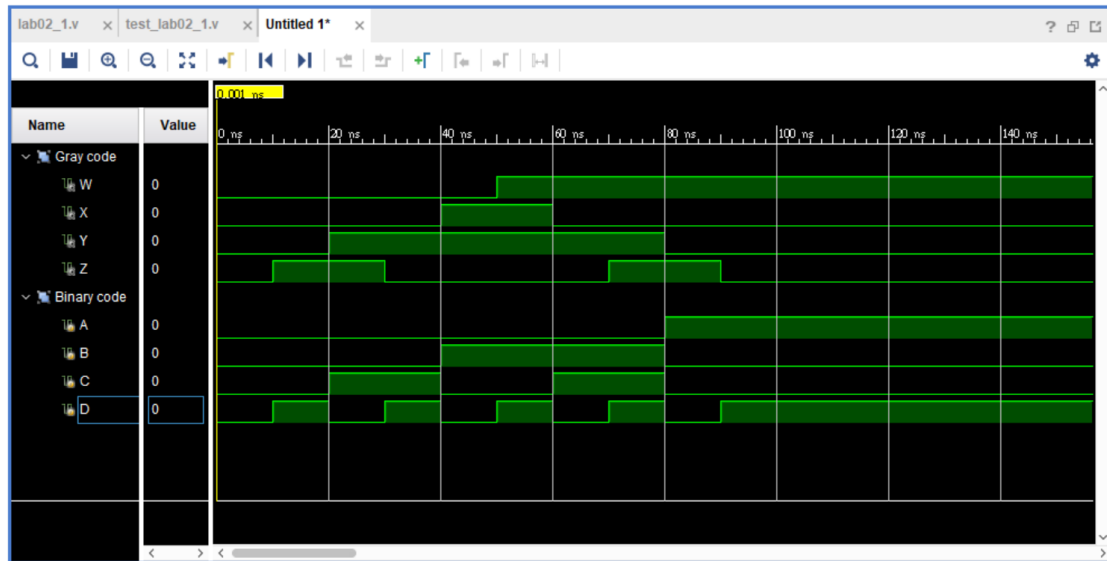 lab02_1.v × test_lab02_1.v × Untitled 1* ×
?
0.001 ns
Name Value
0 ns 20 ns 40 ns 60 ns 80 ns 100 ns 120 ns 140 ns
Gray code
W 0
X 0
Y 0
Z 0
Binary code
A 0
B 0
C 0
D 0